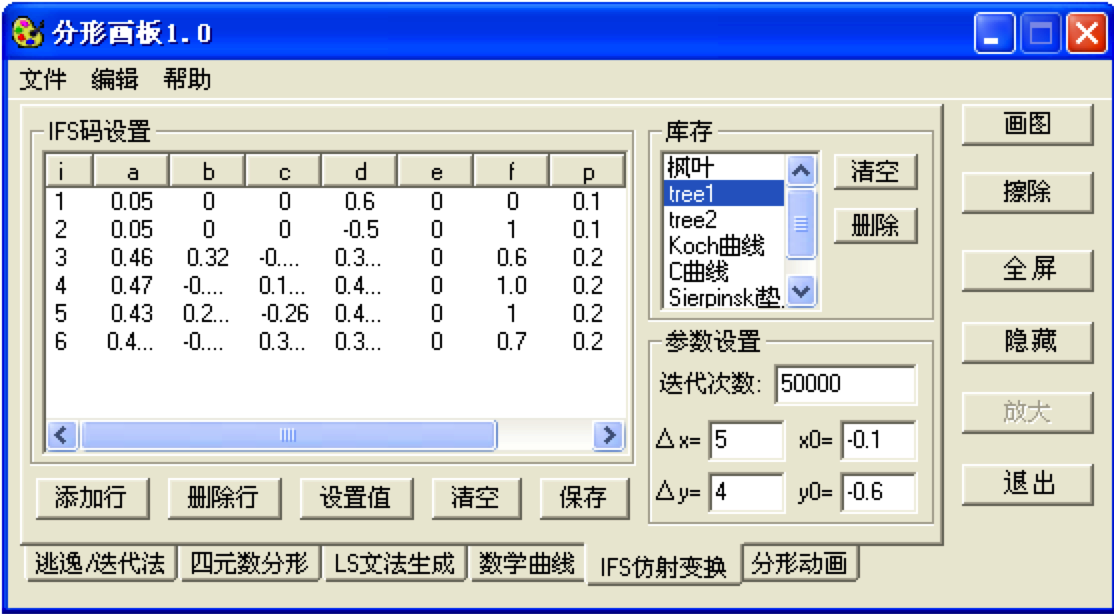 分形画板1.0
文件 编辑 帮助
IFS码设置
i a b c d e f p
1 0.05 0 0 0.6 0 0 0.1
2 0.05 0 0 -0.5 0 1 0.1
3 0.46 0.32 -0.... 0.3... 0 0.6 0.2
4 0.47 -0.... 0.1... 0.4... 0 1.0 0.2
5 0.43 0.2... -0.26 0.4... 0 1 0.2
6 0.4... -0.... 0.3... 0.3... 0 0.7 0.2
添加行 删除行 设置值 清空 保存
库存
枫叶
tree1
tree2
Koch曲线
C曲线
Sierpinski垫.
清空
删除
参数设置
迭代次数: 50000
△x= 5 x0= -0.1
△y= 4 y0= -0.6
画图
擦除
全屏
隐藏
放大
退出
逃逸/迭代法 四元数分形 LS文法生成 数学曲线 IFS仿射变换 分形动画